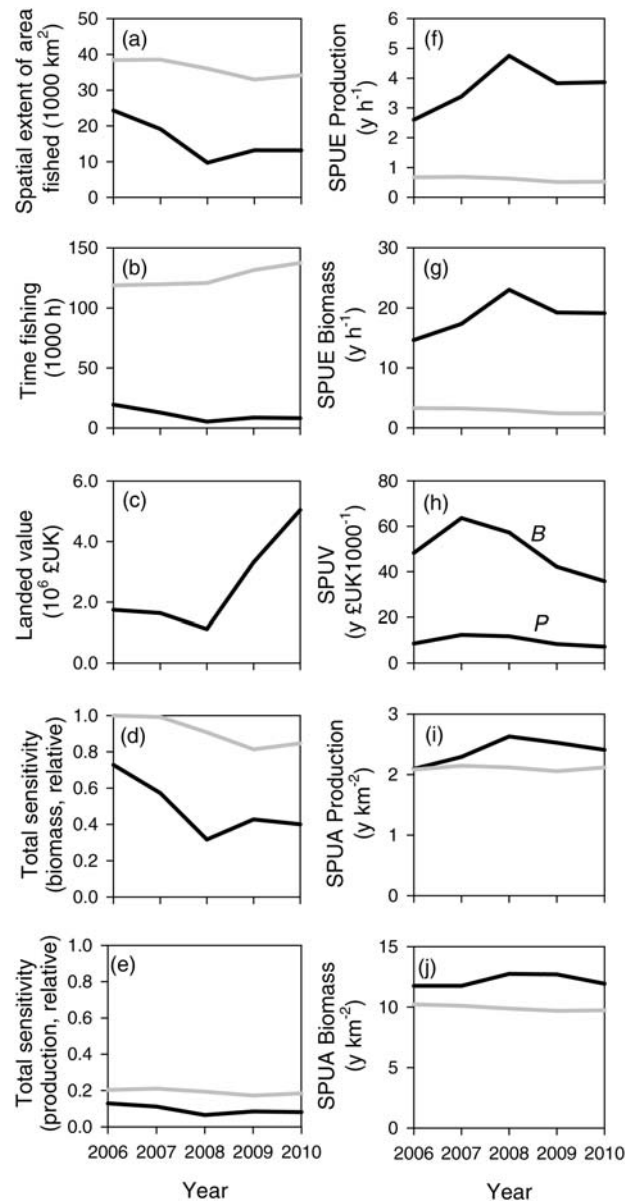 Spatial extent of area
fished (1000 km²)
50
40
30
20
10
0
(a)
SPUE Production
(y h⁻¹)
6
5
4
3
2
1
0
(f)
Time fishing
(1000 h)
150
100
50
0
(b)
SPUE Biomass
(y h⁻¹)
30
20
10
0
(g)
Landed value
(10⁶ £UK)
6.0
4.0
2.0
0.0
(c)
SPUV
(y £UK1000⁻¹)
80
60
40
20
0
(h)
B
P
Total sensitivity
(biomass, relative)
1.0
0.8
0.6
0.4
0.2
0.0
(d)
SPUA Production
(y km⁻²)
3
2
1
0
(i)
Total sensitivity
(production, relative)
1.0
0.8
0.6
0.4
0.2
0.0
(e)
2006 2007 2008 2009 2010
Year
SPUA Biomass
(y km⁻²)
15
10
5
0
(j)
2006 2007 2008 2009 2010
Year